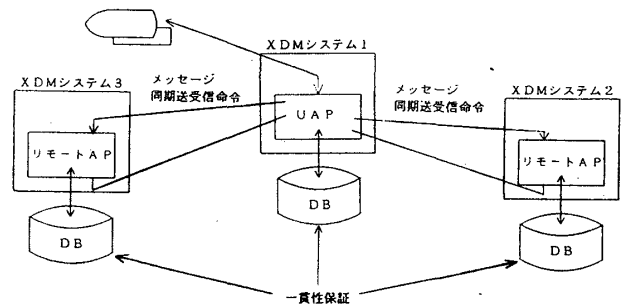 XDMシステム1
XDMシステム3
メッセージ
同期送受信命令
メッセージ
同期送受信命令
XDMシステム2
UAP
リモートAP
リモートAP
DB
DB
DB
一貫性保証